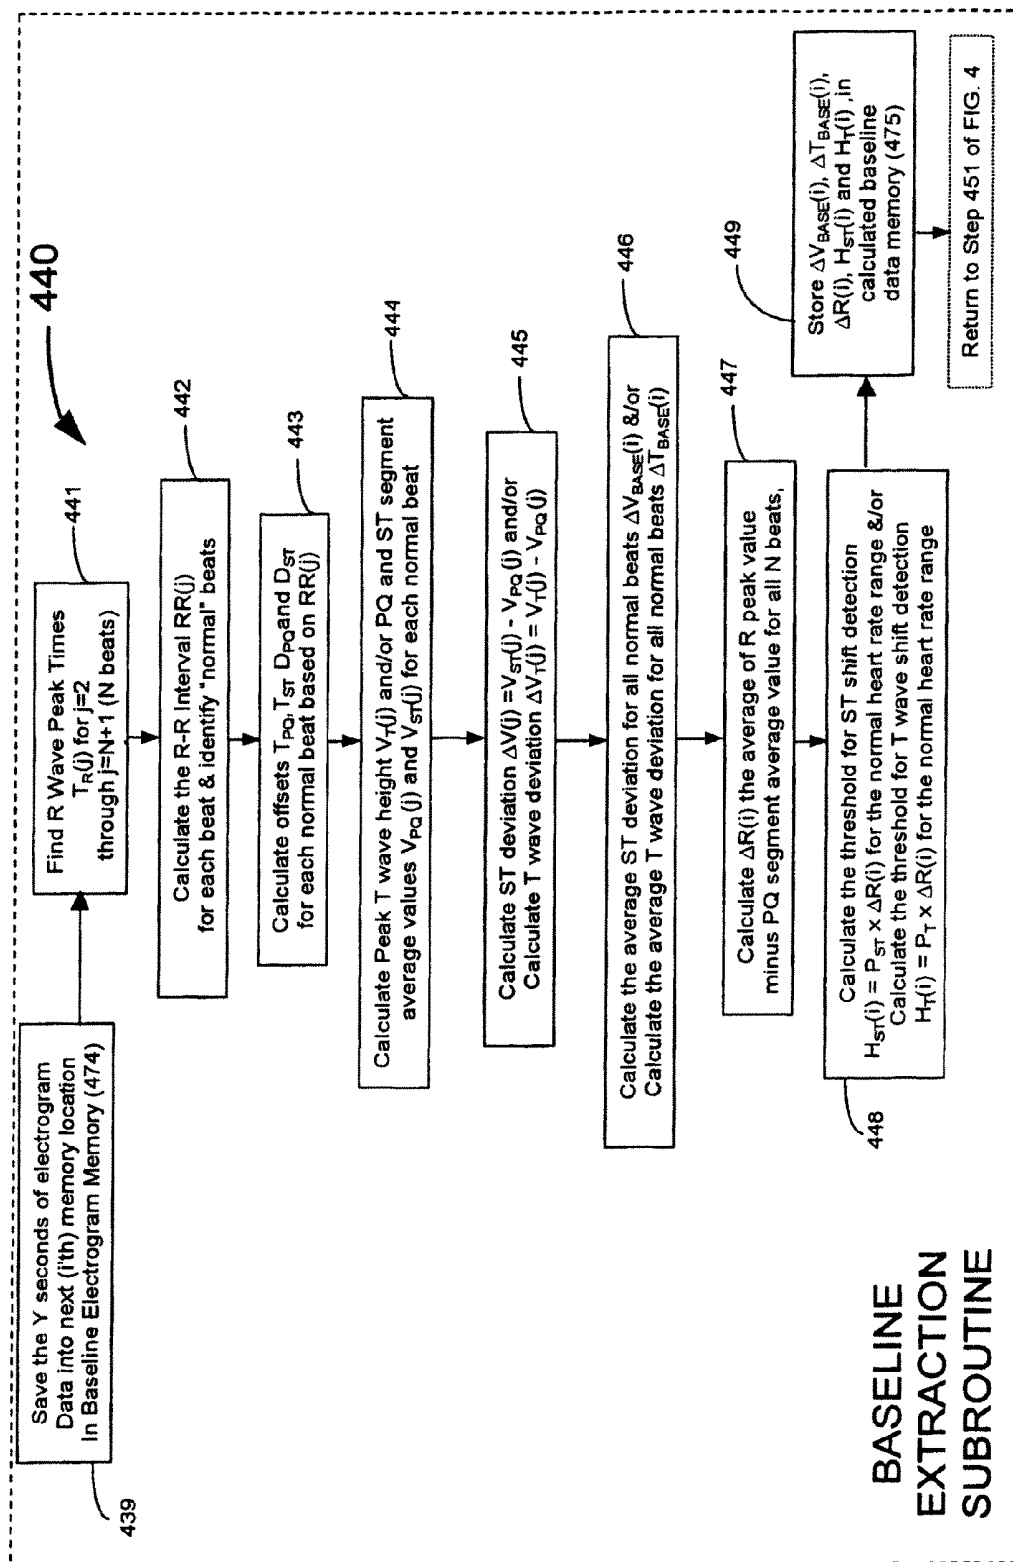 440
439
Save the Y seconds of electrogram
Data into next (i'th) memory location
In Baseline Electrogram Memory (474)
441
Find R Wave Peak Times
T_R(j) for j=2
through j=N+1 (N beats)
442
Calculate the R-R Interval RR(j)
for each beat & identify "normal" beats
443
Calculate offsets T_PQ, T_ST D_PQ and D_ST
for each normal beat based on RR(j)
444
Calculate Peak T wave height V_T(j) and/or PQ and ST segment
average values V_PQ (j) and V_ST(j) for each normal beat
445
Calculate ST deviation ΔV(j) = V_ST(j) - V_PQ(j) and/or
Calculate T wave deviation ΔV_T(j) = V_T(j) - V_PQ(j)
446
Calculate the average ST deviation for all normal beats ΔV_BASE(i) &/or
Calculate the average T wave deviation for all normal beats ΔT_BASE(i)
447
Calculate ΔR(i) the average of R peak value
minus PQ segment average value for all N beats,
448
Calculate the threshold for ST shift detection
H_ST(i) = P_ST x ΔR(i) for the normal heart rate range &/or
Calculate the threshold for T wave shift detection
H_T(i) = P_T x ΔR(i) for the normal heart rate range
449
Store ΔV_BASE(i), ΔT_BASE(i),
ΔR(i), H_ST(i) and H_T(i) ,in
calculated baseline
data memory (475)
Return to Step 451 of FIG. 4
BASELINE
EXTRACTION
SUBROUTINE